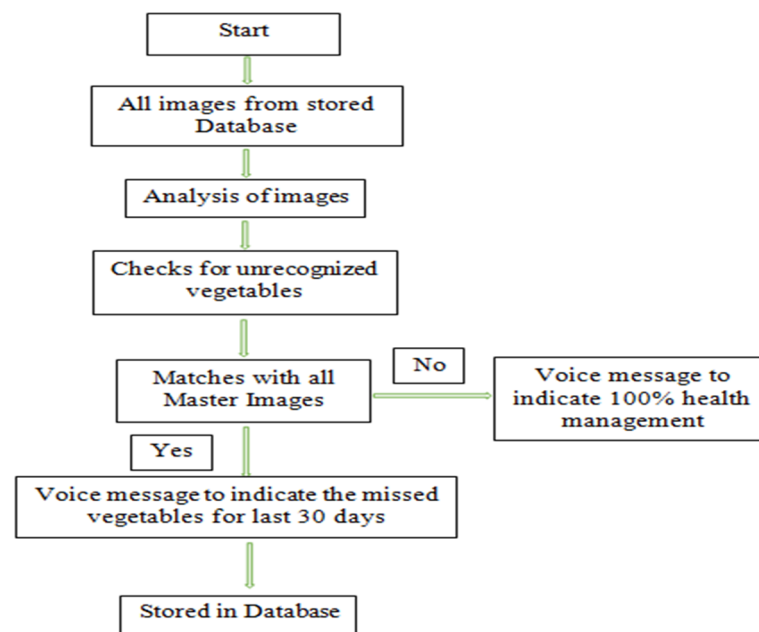 Start
All images from stored
Database
Analysis of images
Checks for unrecognized
vegetables
Matches with all
Master Images
No
Voice message to
indicate 100% health
management
Yes
Voice message to indicate the missed
vegetables for last 30 days
Stored in Database